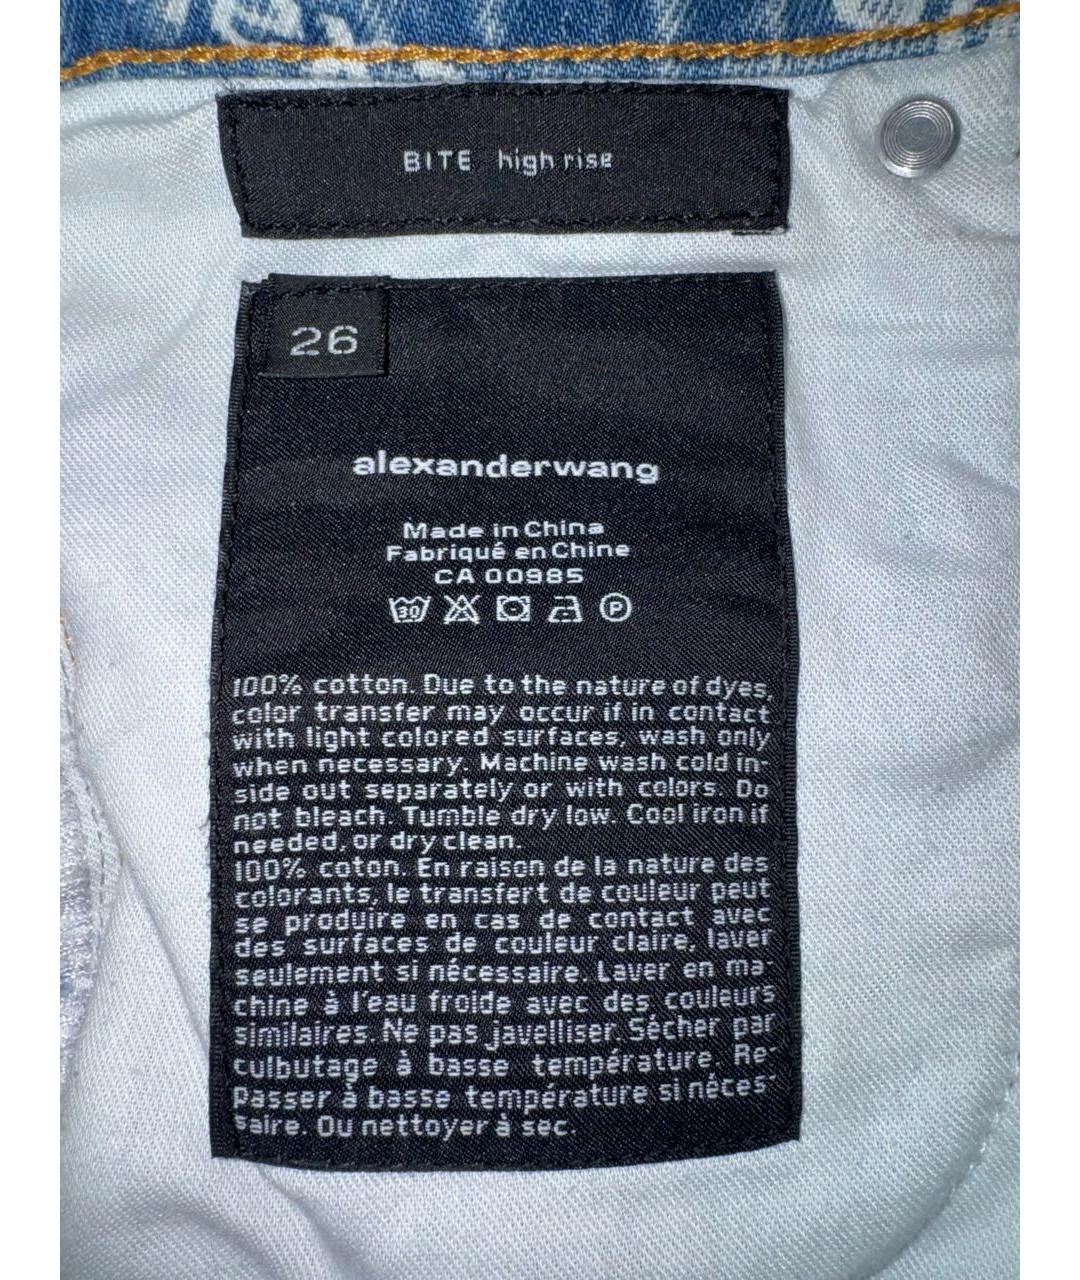 BITE high rise
26
alexanderwang
Made in China
Fabriqué en Chine
CA 00985
30 P
100% cotton. Due to the nature of dyes,
color transfer may occur if in contact
with light colored surfaces, wash only
when necessary. Machine wash cold in-
side out separately or with colors. Do
not bleach. Tumble dry low. Cool iron if
needed, or dry clean.
100% coton. En raison de la nature des
colorants, le transfert de couleur peut
se produire en cas de contact avec
des surfaces de couleur claire, laver
seulement si nécessaire. Laver en ma-
chine à l'eau froide avec des couleurs
similaires. Ne pas javelliser. Sécher par
culbutage à basse température. Re-
passer à basse température si néces-
saire. Ou nettoyer à sec.